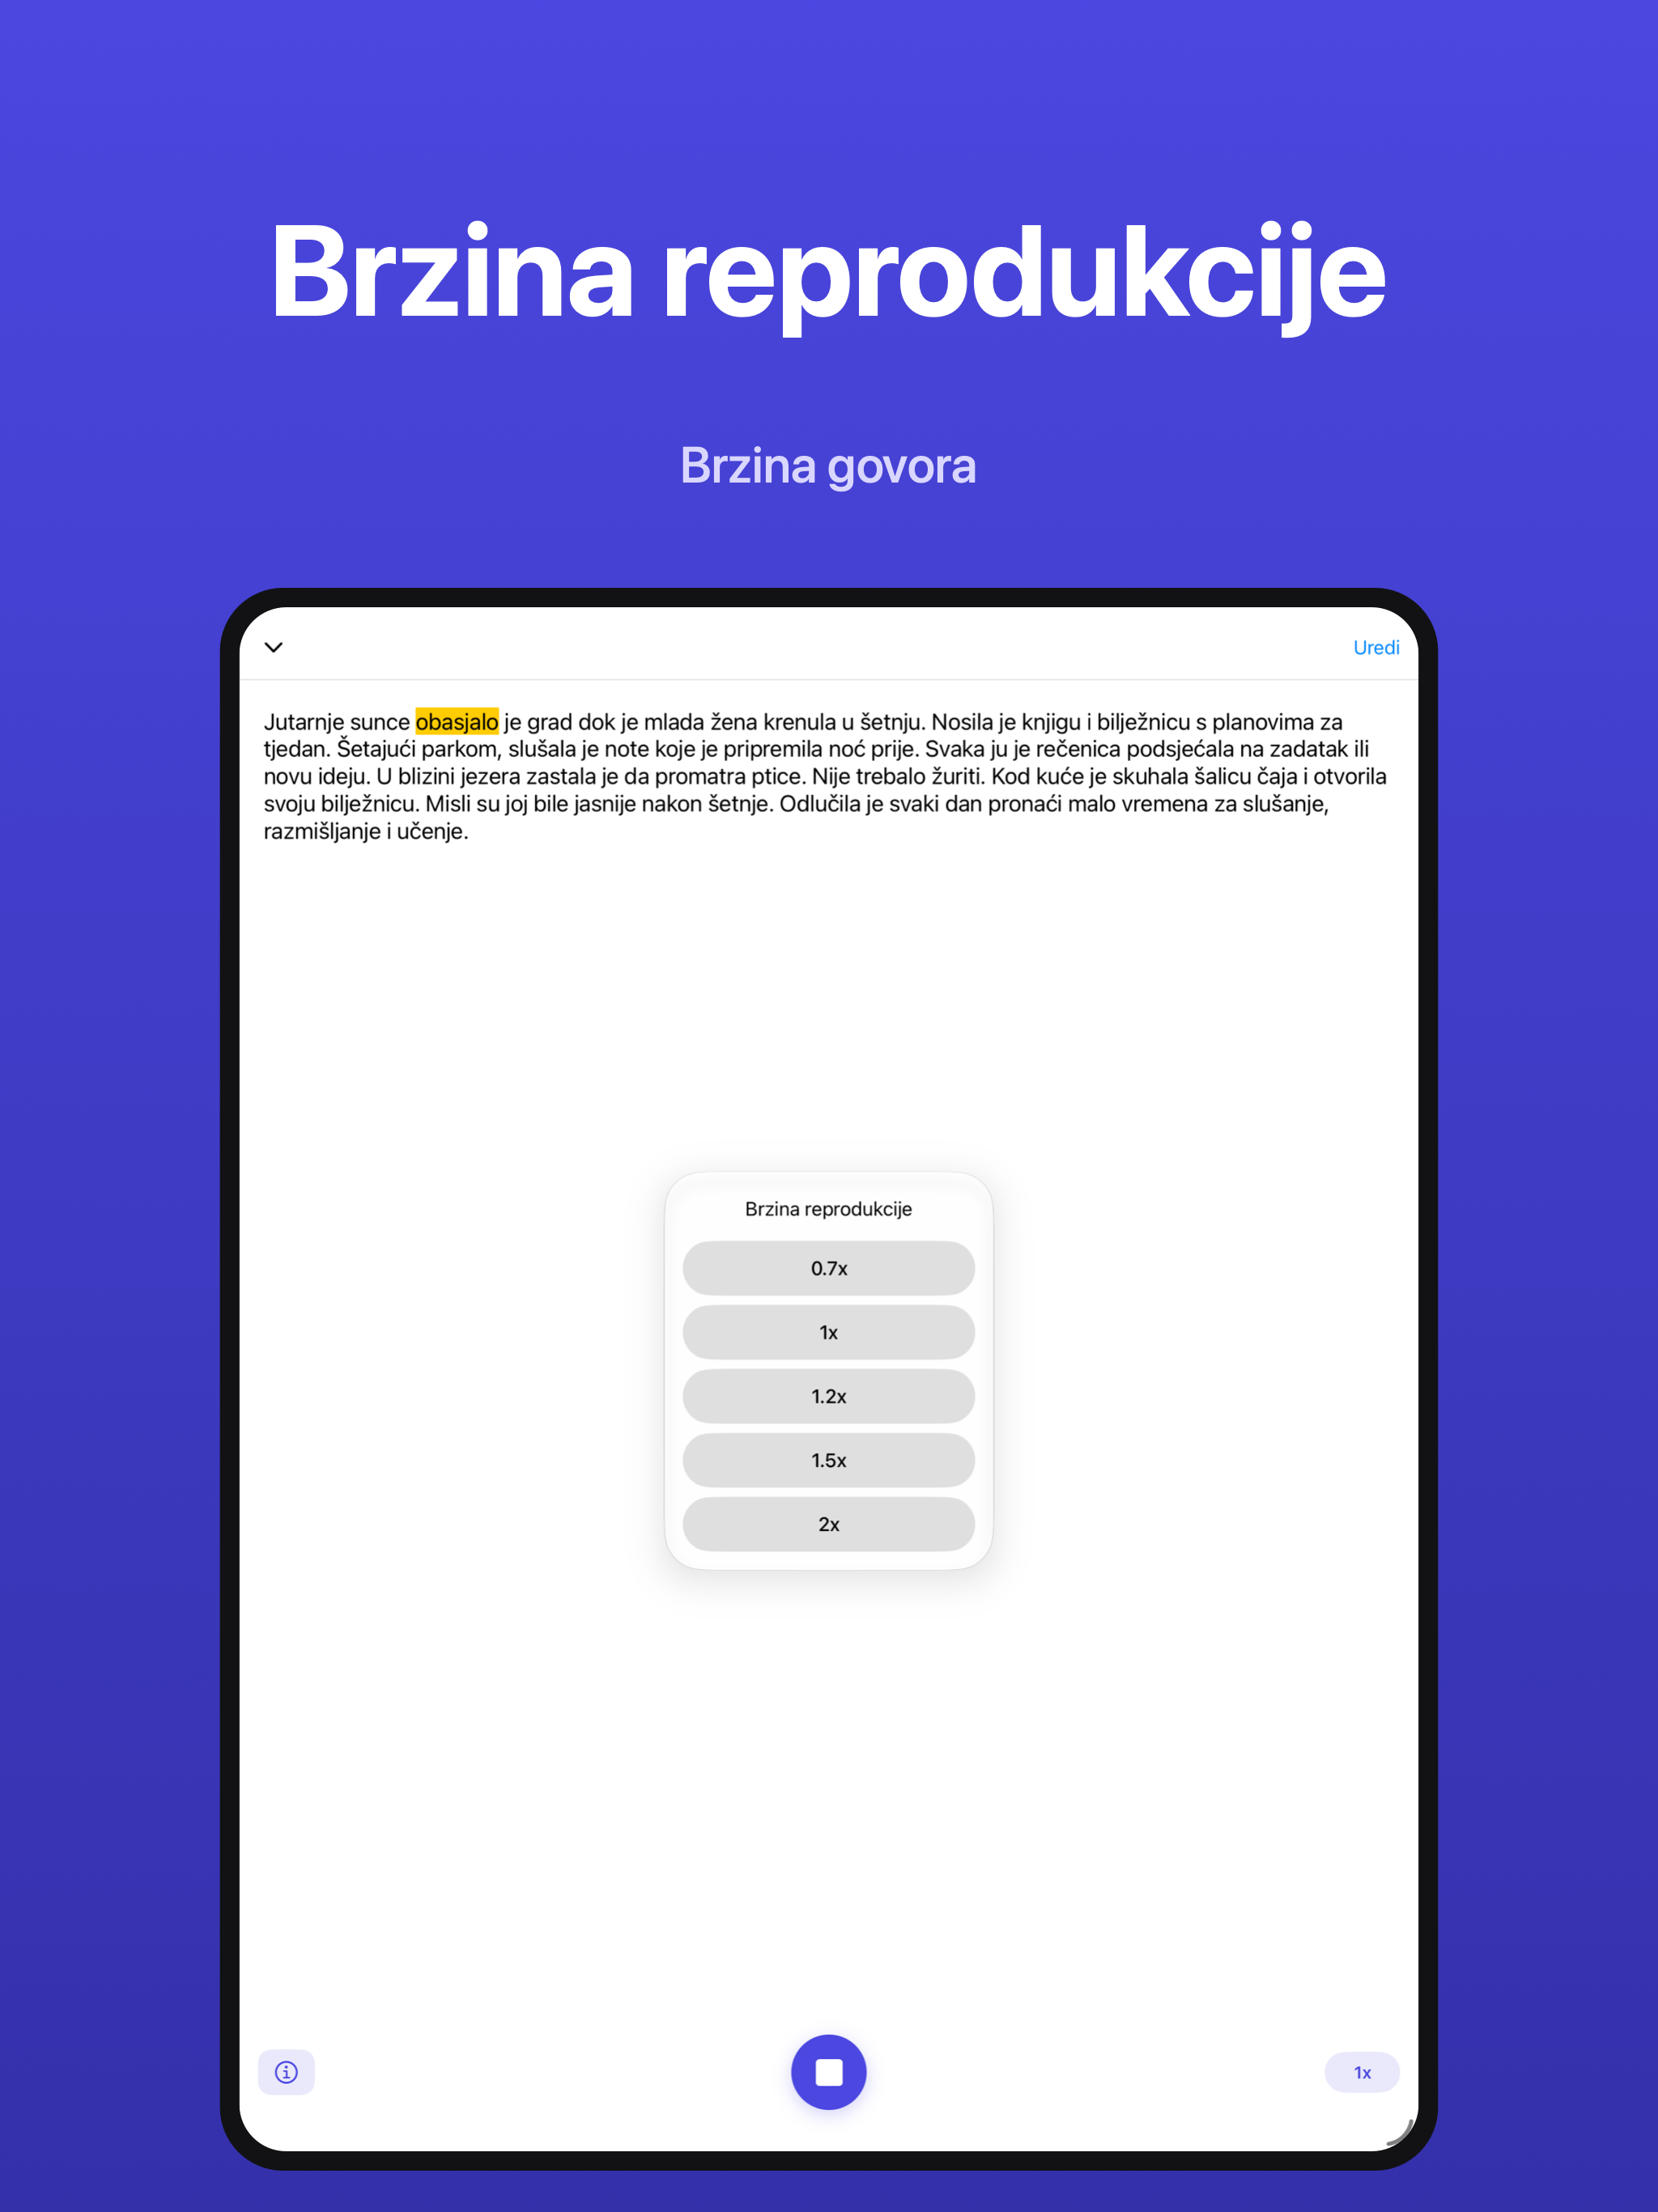 Brzina reprodukcije
Brzina govora
Uredi
Jutarnje sunce obasjalo je grad dok je mlada žena krenula u šetnju. Nosila je knjigu i bilježnicu s planovima za
tjedan. Šetajući parkom, slušala je note koje je pripremila noć prije. Svaka ju je rečenica podsjećala na zadatak ili
novu ideju. U blizini jezera zastala je da promatra ptice. Nije trebalo žuriti. Kod kuće je skuhala šalicu čaja i otvorila
svoju bilježnicu. Misli su joj bile jasnije nakon šetnje. Odlučila je svaki dan pronaći malo vremena za slušanje,
razmišljanje i učenje.
Brzina reprodukcije
0.7x
1x
1.2x
1.5x
2x
1x